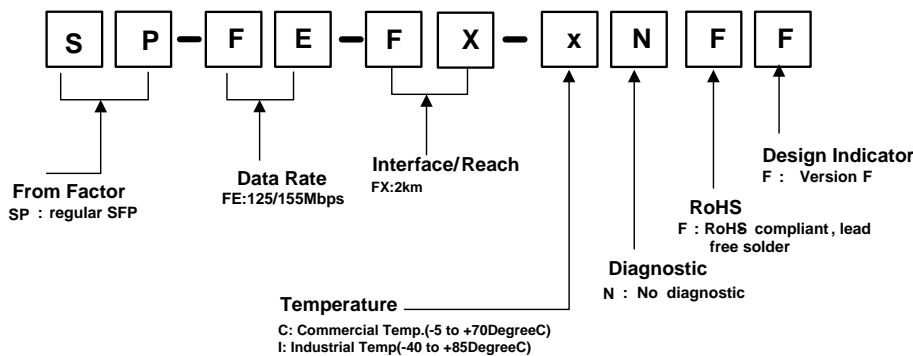 S P - F E - F X - x N F F
From Factor
SP : regular SFP
Data Rate
FE:125/155Mbps
Interface/Reach
FX:2km
Temperature
C: Commercial Temp.(-5 to +70DegreeC)
I: Industrial Temp(-40 to +85DegreeC)
Diagnostic
N : No diagnostic
RoHS
F : RoHS compliant, lead
free solder
Design Indicator
F : Version F